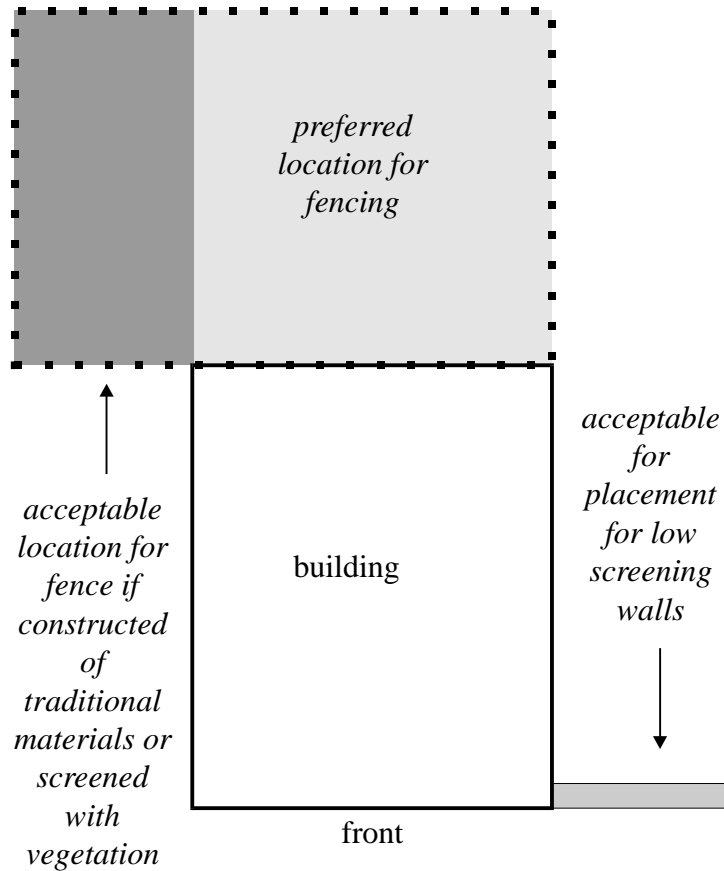 preferred
location for
fencing
acceptable
location for
fence if
constructed
of
traditional
materials or
screened
with
vegetation
building
acceptable
for
placement
for low
screening
walls
front